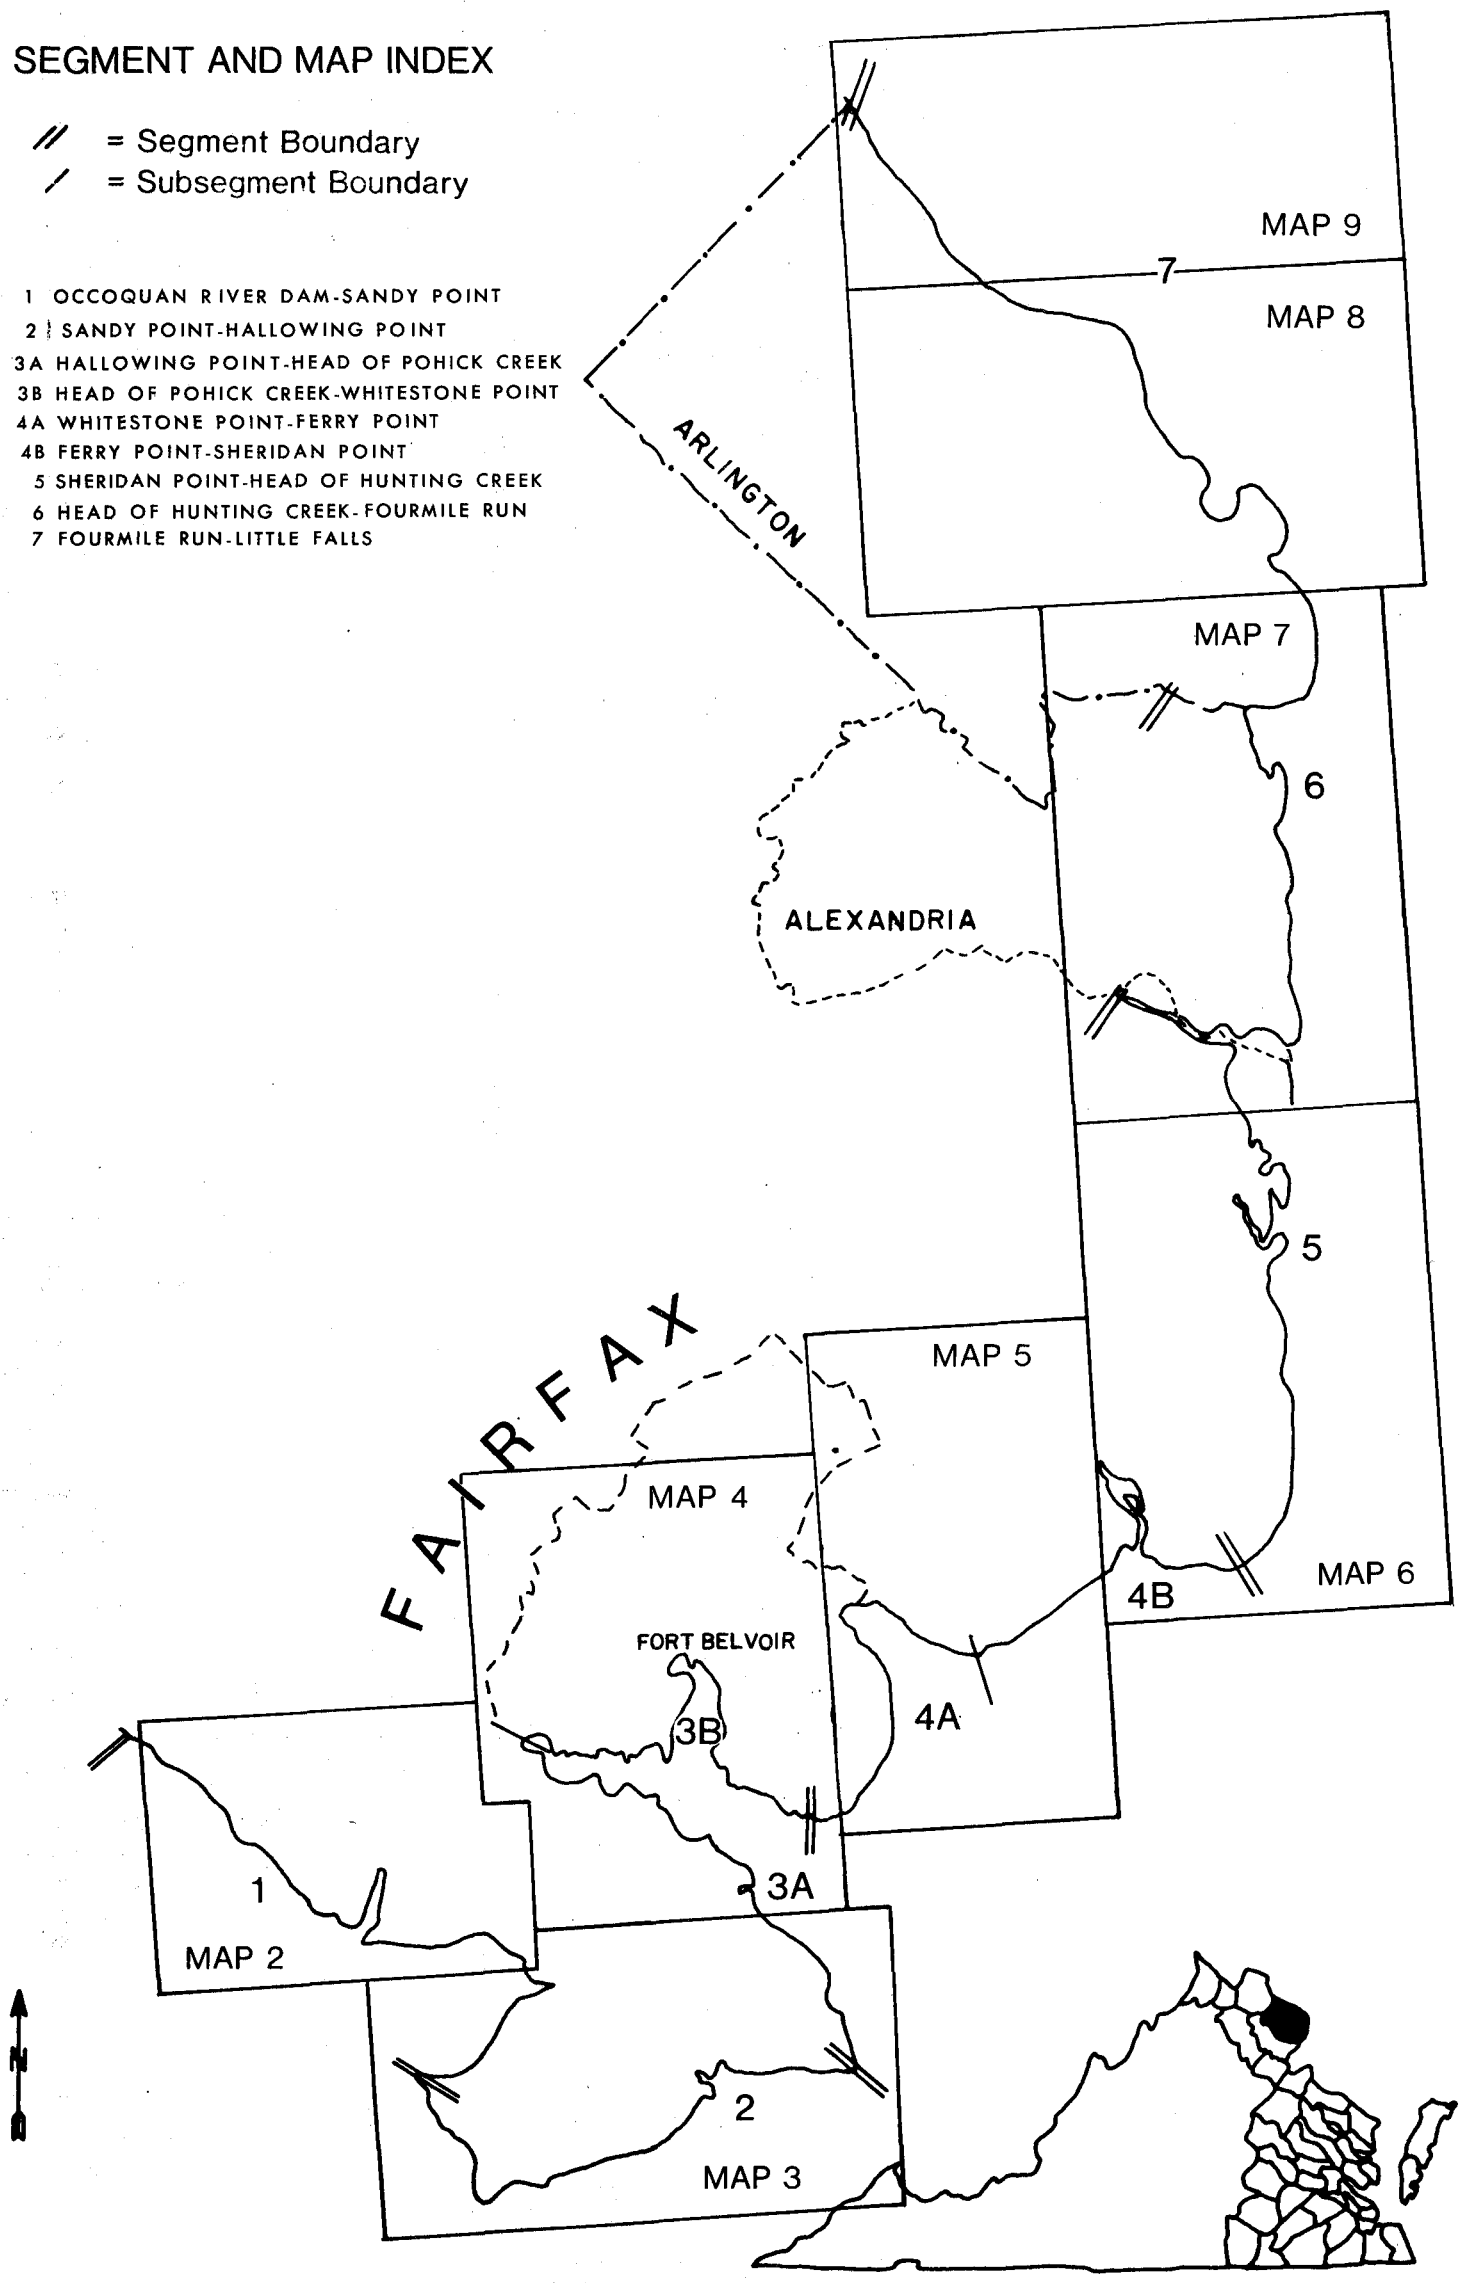 SEGMENT AND MAP INDEX
// = Segment Boundary
/ = Subsegment Boundary
1 OCCOQUAN RIVER DAM-SANDY POINT
2 SANDY POINT-HALLOWING POINT
3A HALLOWING POINT-HEAD OF POHICK CREEK
3B HEAD OF POHICK CREEK-WHITESTONE POINT
4A WHITESTONE POINT-FERRY POINT
4B FERRY POINT-SHERIDAN POINT
5 SHERIDAN POINT-HEAD OF HUNTING CREEK
6 HEAD OF HUNTING CREEK-FOURMILE RUN
7 FOURMILE RUN-LITTLE FALLS
MAP 9
7
MAP 8
ARLINGTON
MAP 7
6
ALEXANDRIA
5
FAIRFAX
MAP 5
MAP 4
MAP 6
4B
FORT BELVOIR
3B
4A
1
3A
MAP 2
N
2
MAP 3